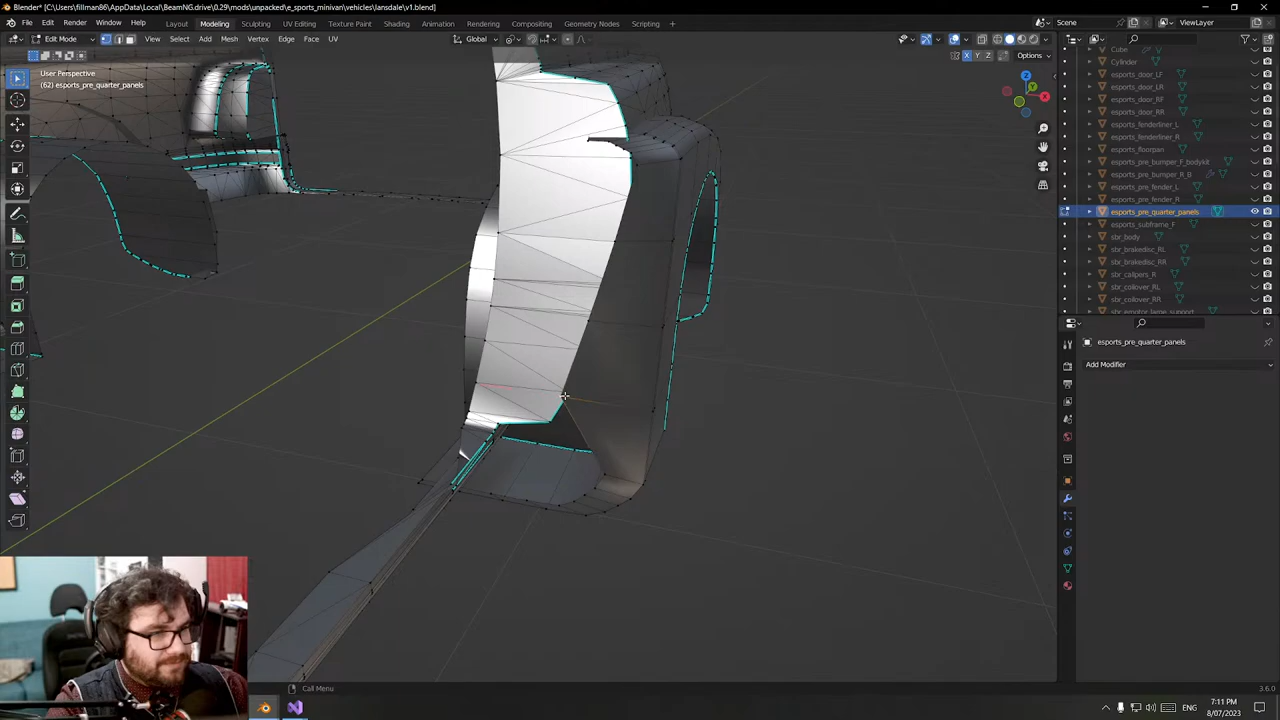 Blender* [C:\Users\fillman86\AppData\Local\BeamNG.drive\0.29\mods\unpacked\e_sports_minivan\vehicles\lansdale\v1.blend]
File Edit Render Window Help Layout Modeling Sculpting UV Editing Texture Paint Shading Animation Rendering Compositing Geometry Nodes Scripting + Scene ViewLayer
Edit Mode View Select Add Mesh Vertex Edge Face UV Global
X Y Z Options
User Perspective
(62) esports_pre_quarter_panels
Z
Y
X
Cube
Cylinder
esports_door_LF
esports_door_LR
esports_door_RF
esports_door_RR
esports_fenderliner_L
esports_fenderliner_R
esports_floorpan
esports_pre_bumper_F_bodykit
esports_pre_bumper_R_B
esports_pre_fender_L
esports_pre_fender_R
esports_pre_quarter_panels
esports_subframe_F
sbr_body
sbr_brakedisc_RL
sbr_brakedisc_RR
sbr_calipers_R
sbr_coilover_RL
sbr_coilover_RR
sbr_emotor_large_support
esports_pre_quarter_panels
Add Modifier
Call Menu
3.6.0
ENG
7:11 PM
8/07/2023